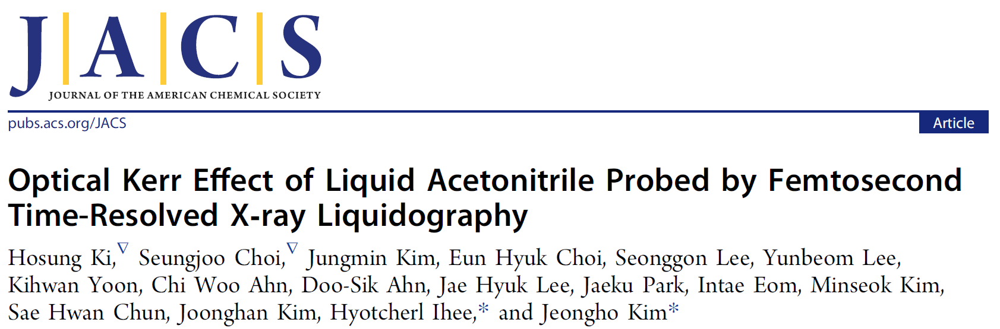 J|A|C|S
JOURNAL OF THE AMERICAN CHEMICAL SOCIETY
pubs.acs.org/JACS
Article
Optical Kerr Effect of Liquid Acetonitrile Probed by Femtosecond
Time-Resolved X-ray Liquidography
Hosung Ki,∇ Seungjoo Choi,∇ Jungmin Kim, Eun Hyuk Choi, Seonggon Lee, Yunbeom Lee,
Kihwan Yoon, Chi Woo Ahn, Doo-Sik Ahn, Jae Hyuk Lee, Jaeku Park, Intae Eom, Minseok Kim,
Sae Hwan Chun, Joonghan Kim, Hyotcherl Ihee,* and Jeongho Kim*